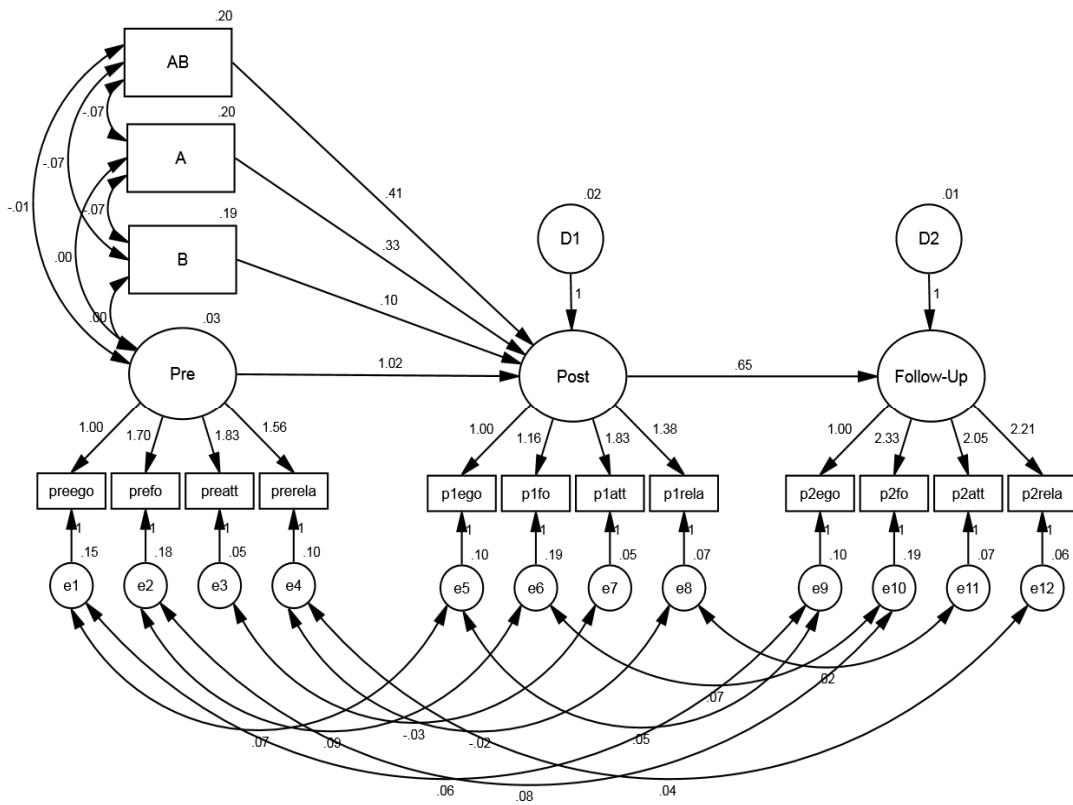 .20
AB
-.07
.20
A
-.07
-.07
.19
B
-.01
.00
.00
.41
.33
.10
.02
D1
1
.01
D2
1
.03
Pre
1.02
Post
.65
Follow-Up
1.00
1.70
1.83
1.56
1.00
1.16
1.83
1.38
1.00
2.33
2.05
2.21
preego
prefo
preatt
prerela
p1ego
p1fo
p1att
p1rela
p2ego
p2fo
p2att
p2rela
1
1
1
1
1
1
1
1
1
1
1
1
.15
.18
.05
.10
.10
.19
.05
.07
.10
.19
.07
.06
e1
e2
e3
e4
e5
e6
e7
e8
e9
e10
e11
e12
.07
.02
.07
.09
-.03
-.02
.05
.06
.08
.04